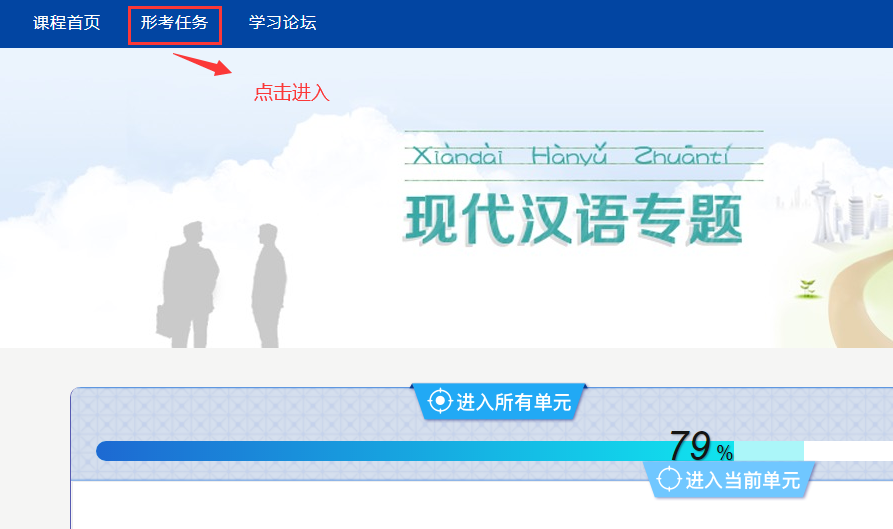 课程首页 形考任务 学习论坛
点击进入
Xiàndài Hànyǔ Zhuāntí
现代汉语专题
进入所有单元
79 %
进入当前单元